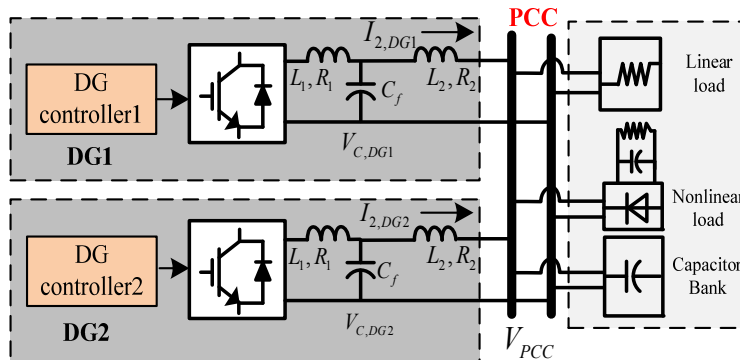 PCC
I2,DG1
L1, R1
L2, R2
Cf
DG
controller1
DG1
VC,DG1
Linear
load
I2,DG2
L1, R1
L2, R2
Cf
DG
controller2
DG2
VC,DG2
Nonlinear
load
Capacitor
Bank
VPCC